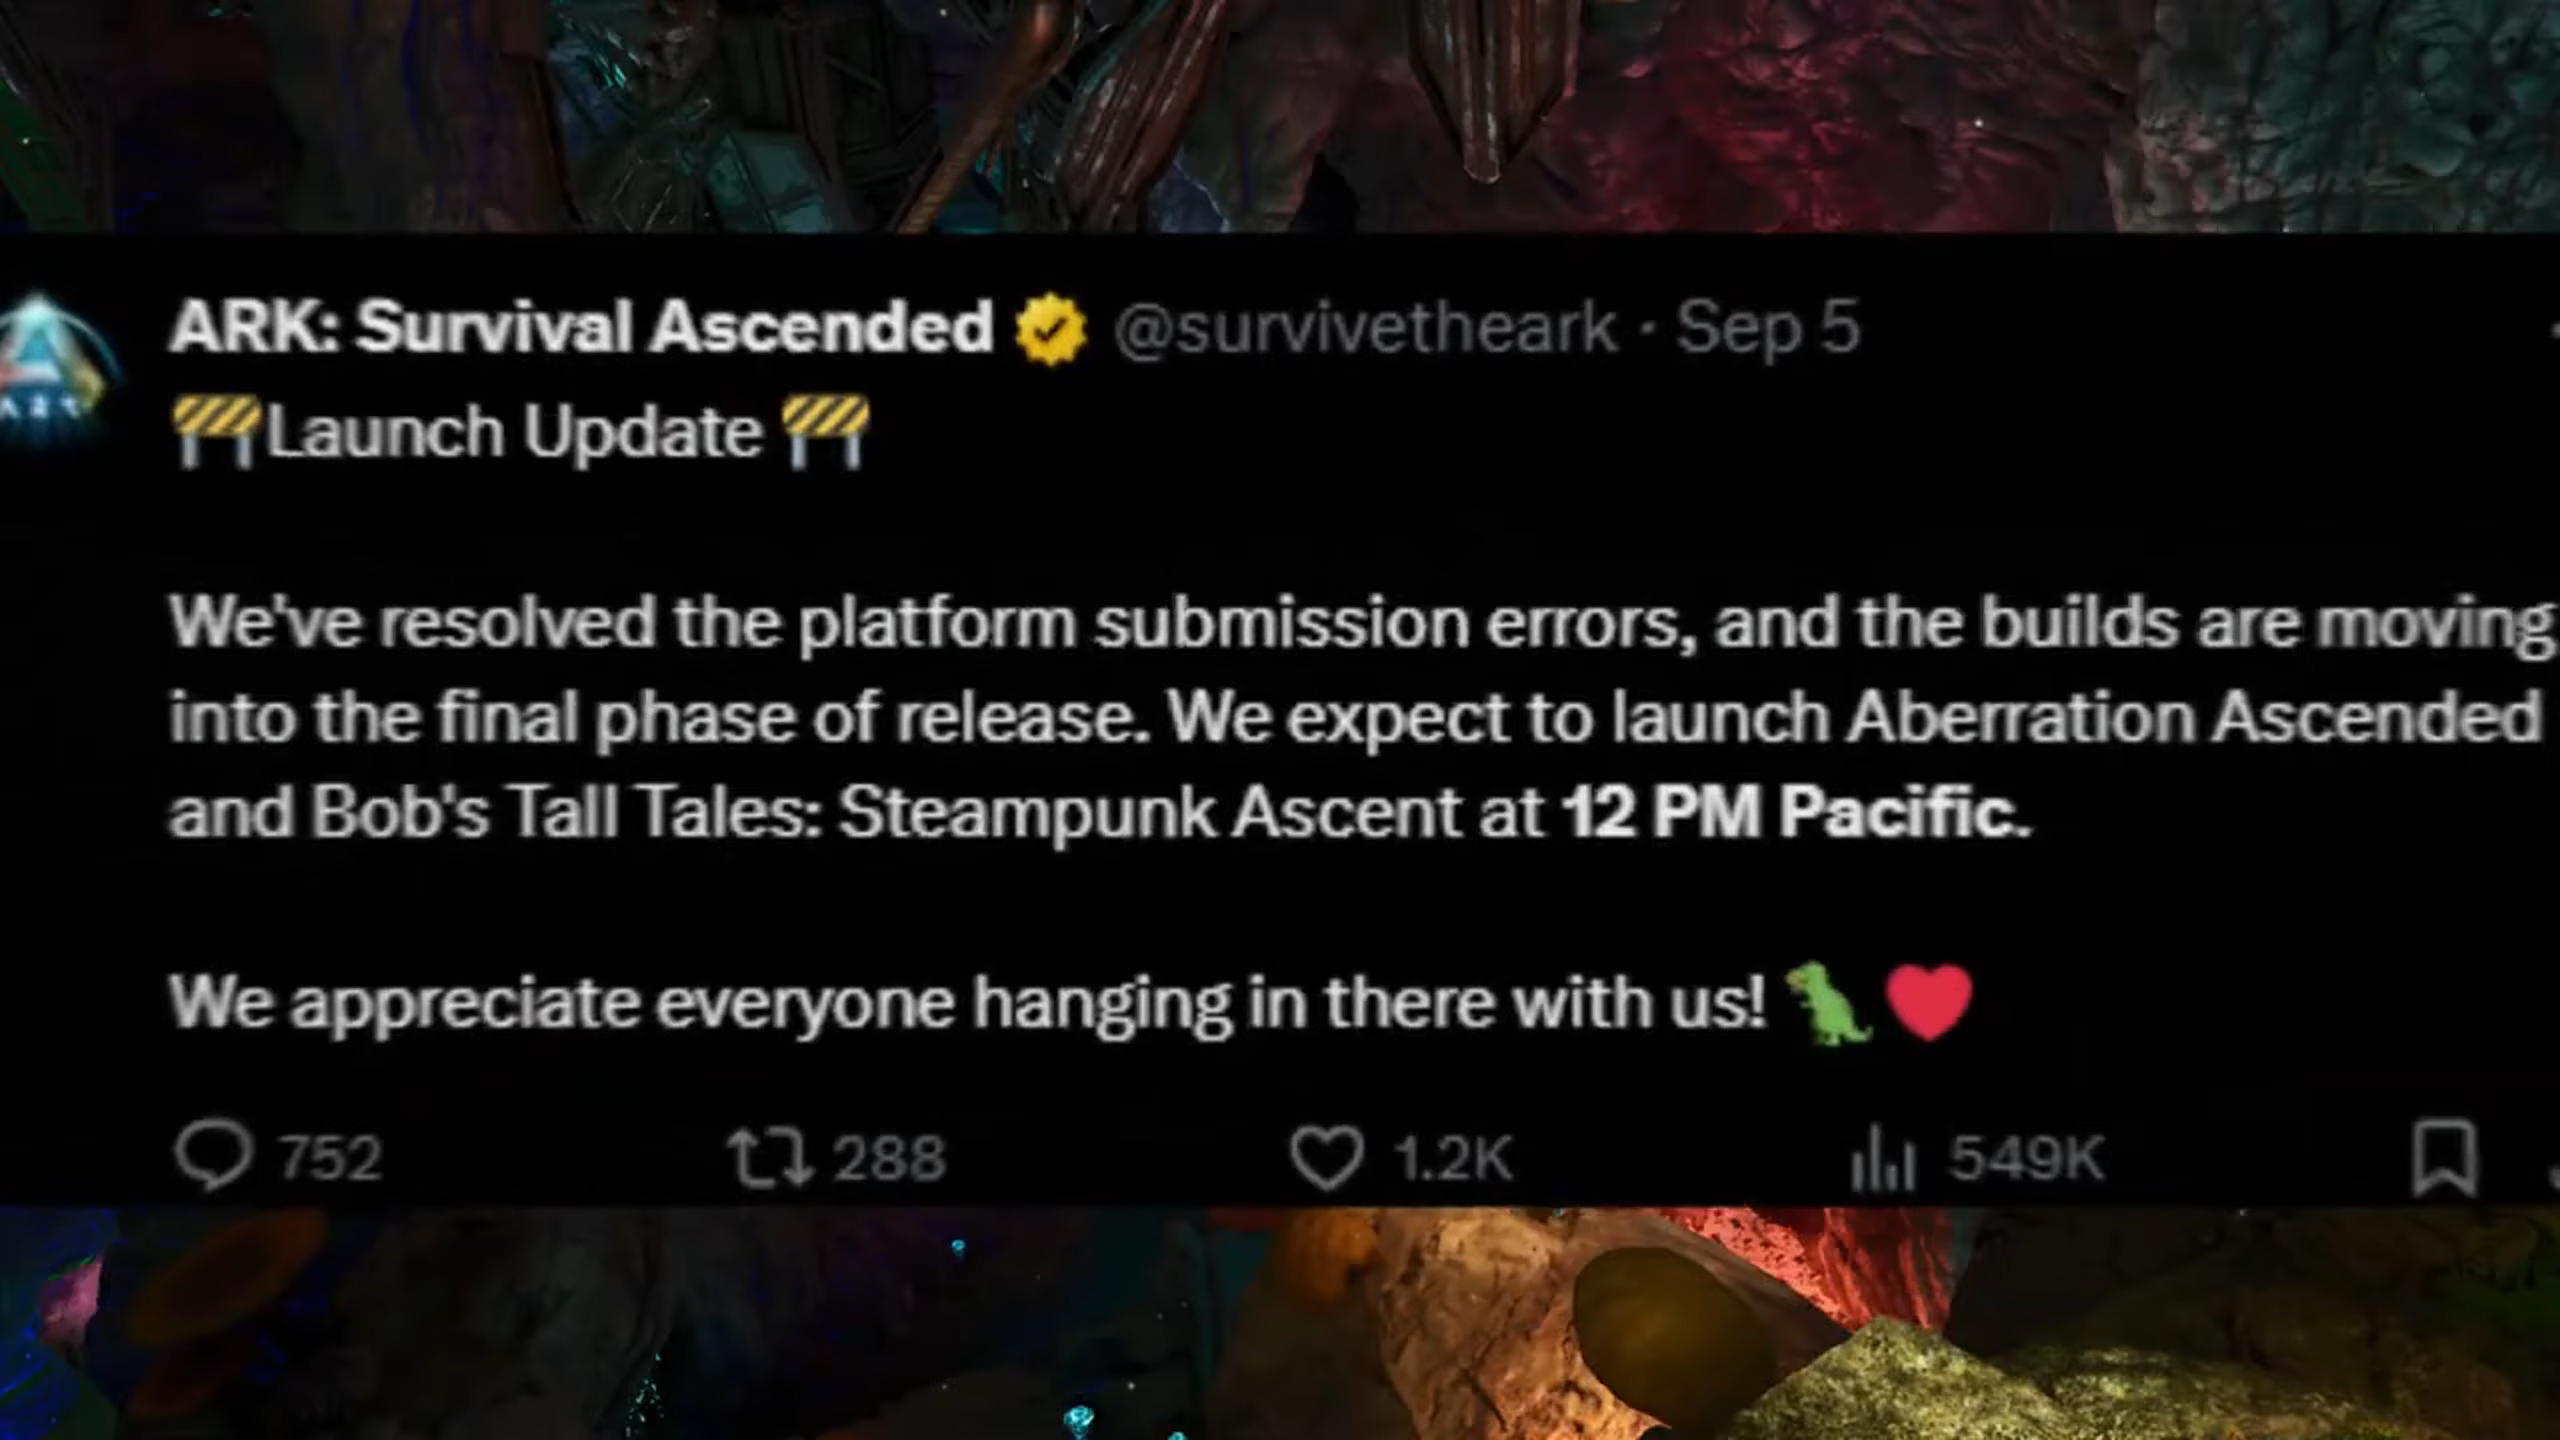 ARK: Survival Ascended @survivetheark · Sep 5
🚧Launch Update 🚧
We've resolved the platform submission errors, and the builds are moving
into the final phase of release. We expect to launch Aberration Ascended
and Bob's Tall Tales: Steampunk Ascent at 12 PM Pacific.
We appreciate everyone hanging in there with us! 🦖 ❤️
752 288 1.2K 549K